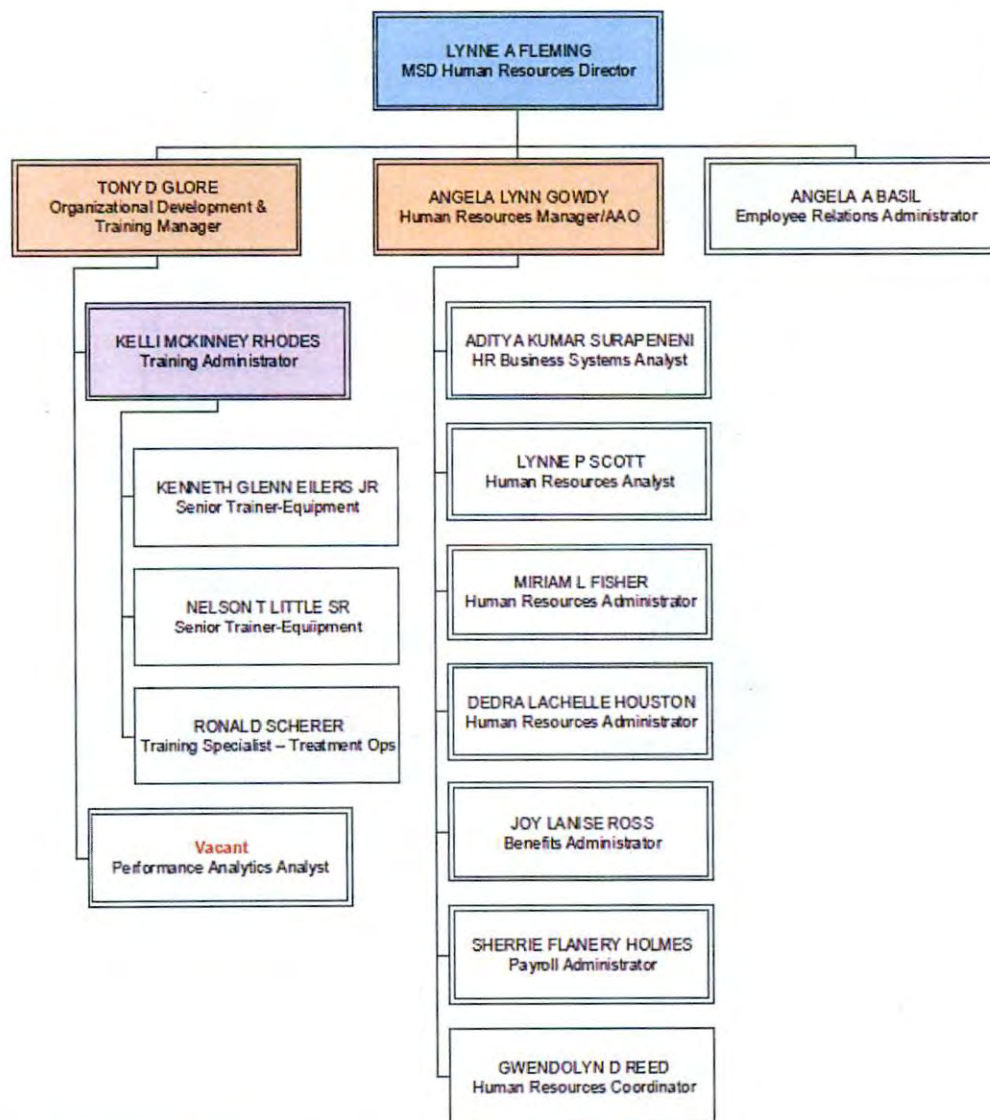 LYNNE A FLEMING
MSD Human Resources Director
TONY D GLORE
Organizational Development &
Training Manager
ANGELA LYNN GOWDY
Human Resources Manager/AAO
ANGELA A BASIL
Employee Relations Administrator
KELLI MCKINNEY RHODES
Training Administrator
KENNETH GLENN EILERS JR
Senior Trainer-Equipment
NELSON T LITTLE SR
Senior Trainer-Equiipment
RONALD SCHERER
Training Specialist – Treatment Ops
Vacant
Performance Analytics Analyst
ADITYA KUMAR SURAPENENI
HR Business Systems Analyst
LYNNE P SCOTT
Human Resources Analyst
MIRIAM L FISHER
Human Resources Administrator
DEDRA LACHELLE HOUSTON
Human Resources Administrator
JOY LANISE ROSS
Benefits Administrator
SHERRIE FLANERY HOLMES
Payroll Administrator
GWENDOLYN D REED
Human Resources Coordinator